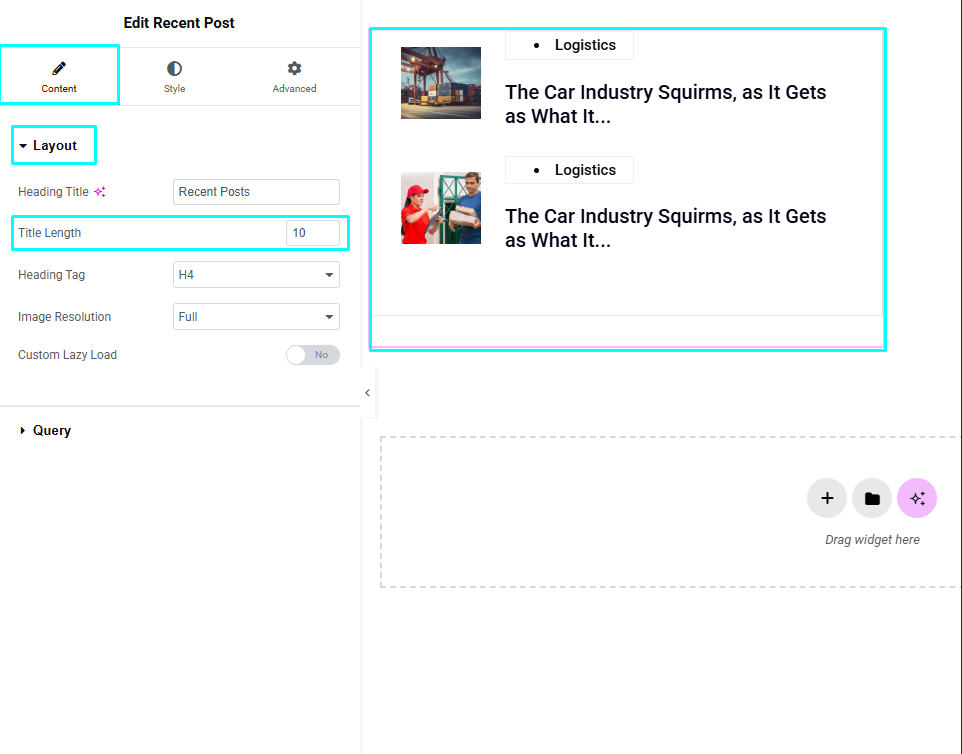 Edit Recent Post
Content
Style
Advanced
Layout
Heading Title
Recent Posts
Title Length
10
Heading Tag
H4
Image Resolution
Full
Custom Lazy Load
No
Query
• Logistics
The Car Industry Squirms, as It Gets
as What It...
• Logistics
The Car Industry Squirms, as It Gets
as What It...
Drag widget here